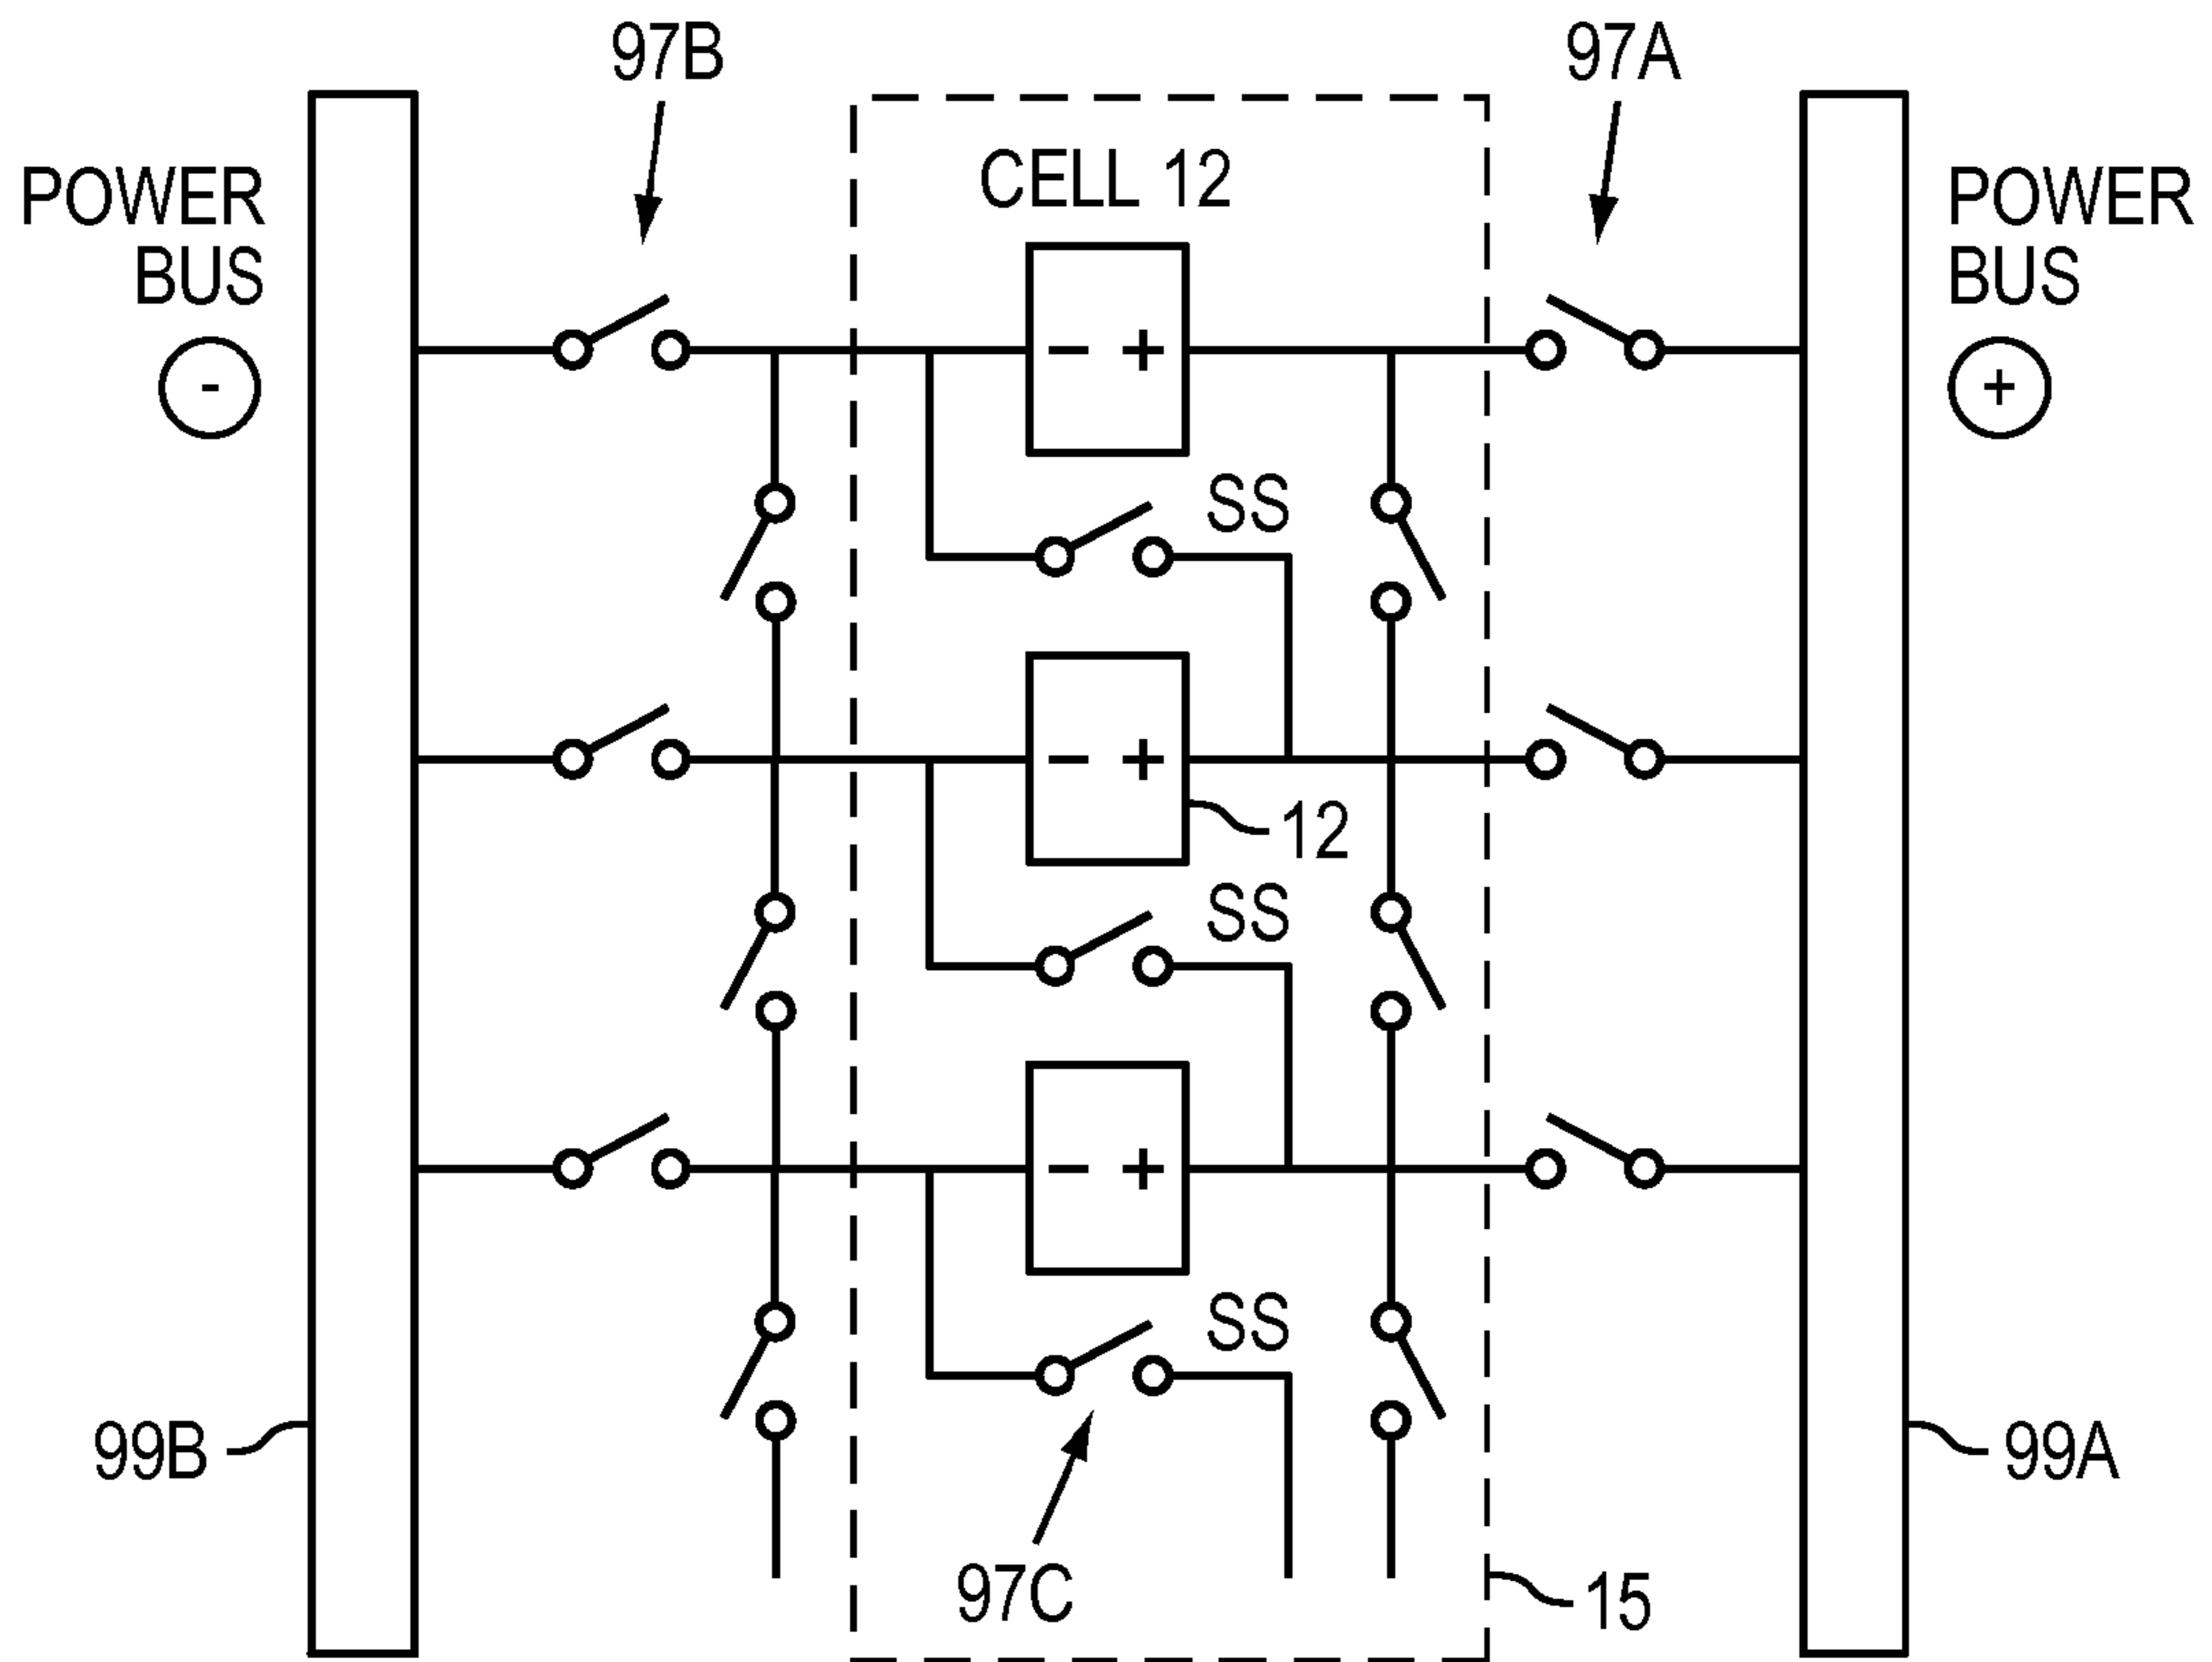 97B
97A
POWER
BUS
-
CELL 12
POWER
BUS
+
- +
SS
- +
12
SS
- +
SS
99B
99A
97C
15